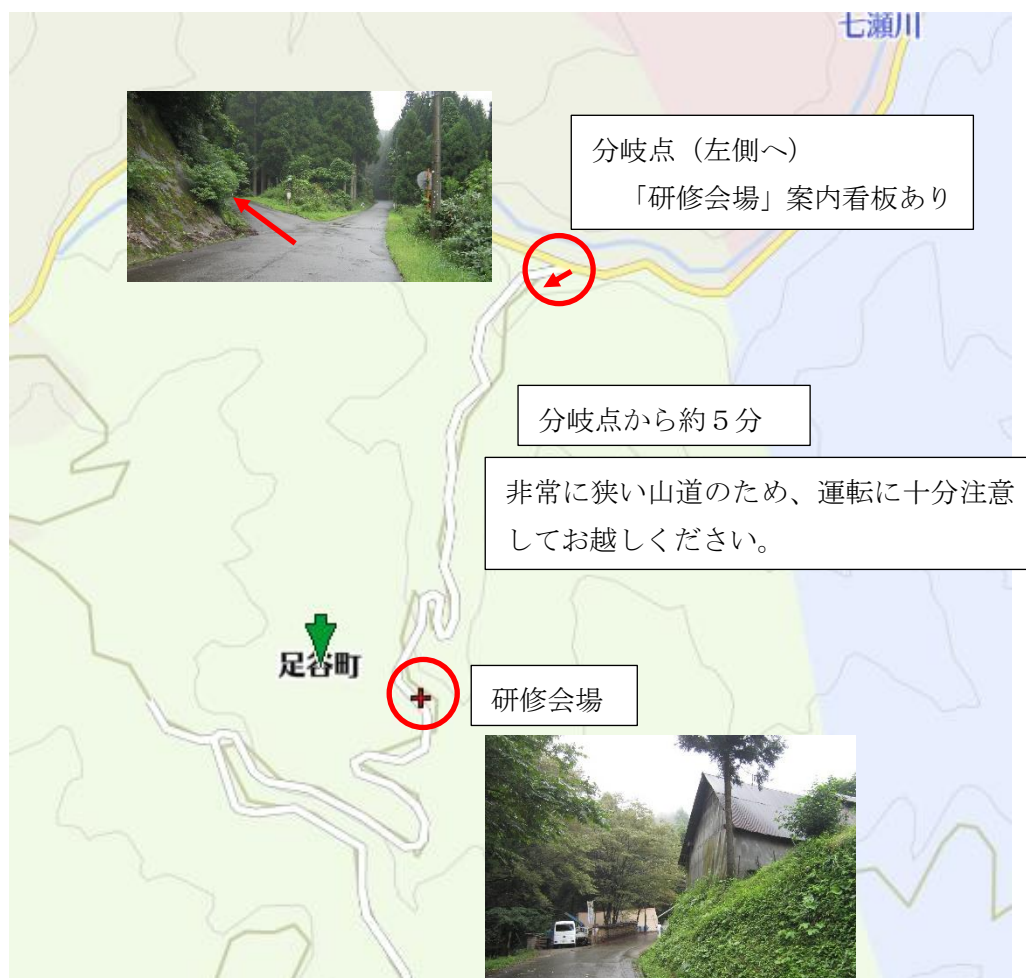 七瀬川
分岐点（左側へ）
「研修会場」案内看板あり
分岐点から約５分
非常に狭い山道のため、運転に十分注意
してお越しください。
足谷町
研修会場